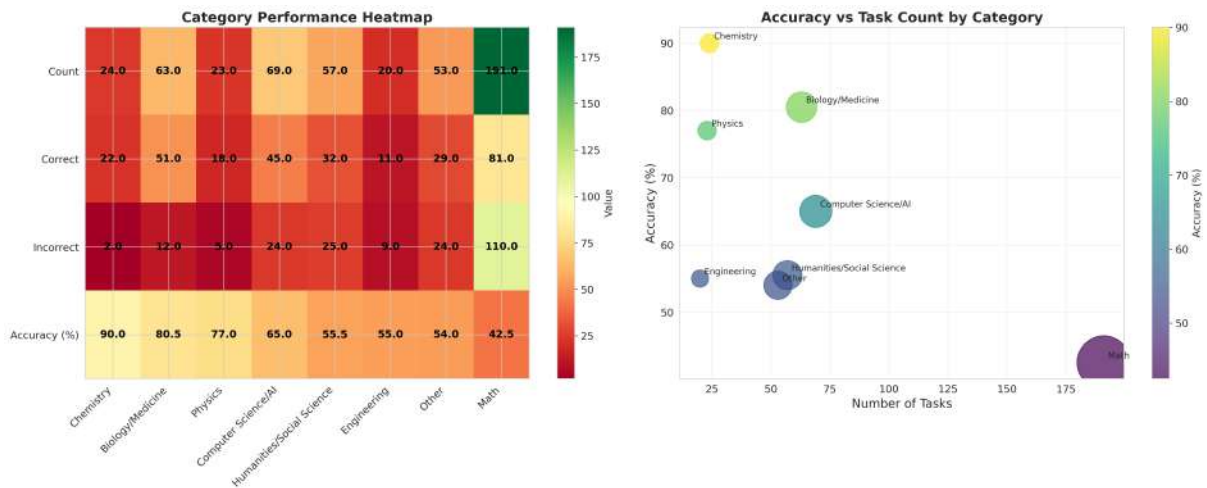 Category Performance Heatmap
Count 24.0 63.0 23.0 69.0 57.0 20.0 53.0 191.0
Correct 22.0 51.0 18.0 45.0 32.0 11.0 29.0 81.0
Incorrect 2.0 12.0 5.0 24.0 25.0 9.0 24.0 110.0
Accuracy (%) 90.0 80.5 77.0 65.0 55.5 55.0 54.0 42.5
Chemistry
Biology/Medicine
Physics
Computer Science/AI
Humanities/Social Science
Engineering
Other
Math
175
150
125
100
75
50
25
Value
Accuracy vs Task Count by Category
Accuracy (%)
90
80
70
60
50
Chemistry
Biology/Medicine
Physics
Computer Science/AI
Humanities/Social Science
Engineering
Other
Math
25 50 75 100 125 150 175
Number of Tasks
90
80
70
60
50
Accuracy (%)